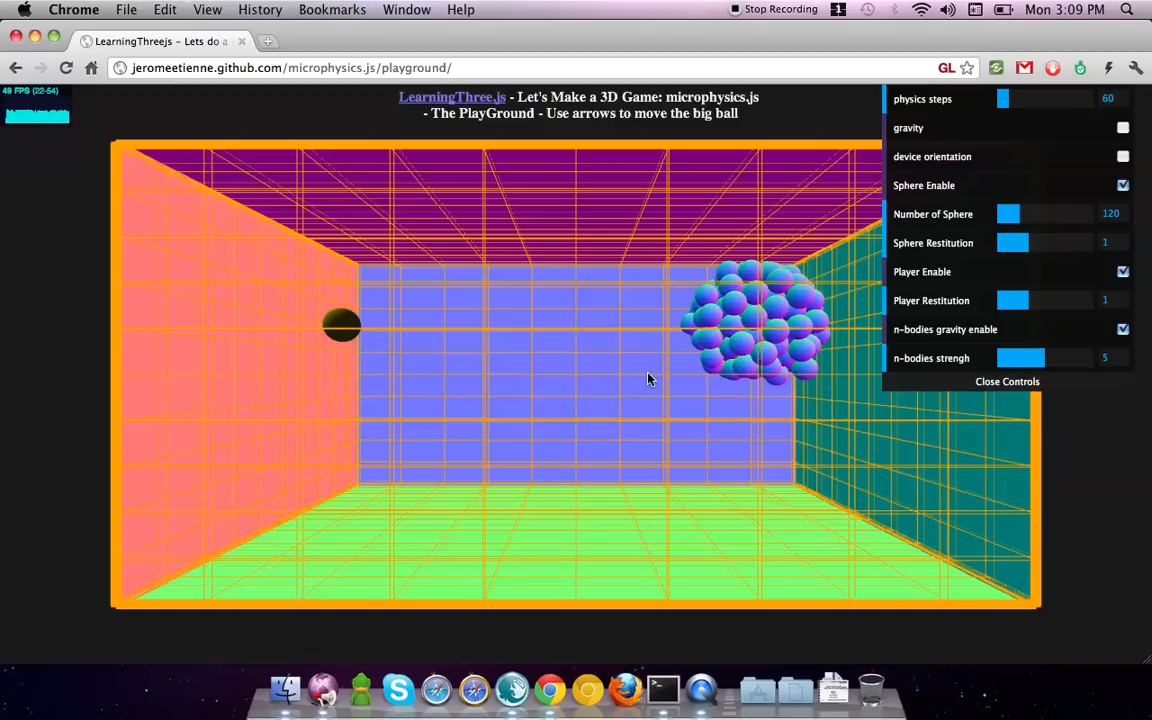 Chrome File Edit View History Bookmarks Window Help Stop Recording 1 Mon 3:09 PM
LearningThreejs - Lets do a
jeromeetienne.github.com/microphysics.js/playground/ GL
49 FPS (22-54)
LearningThree.js - Let's Make a 3D Game: microphysics.js
- The PlayGround - Use arrows to move the big ball
physics steps 60
gravity
device orientation
Sphere Enable
Number of Sphere 120
Sphere Restitution 1
Player Enable
Player Restitution 1
n-bodies gravity enable
n-bodies strengh 5
Close Controls